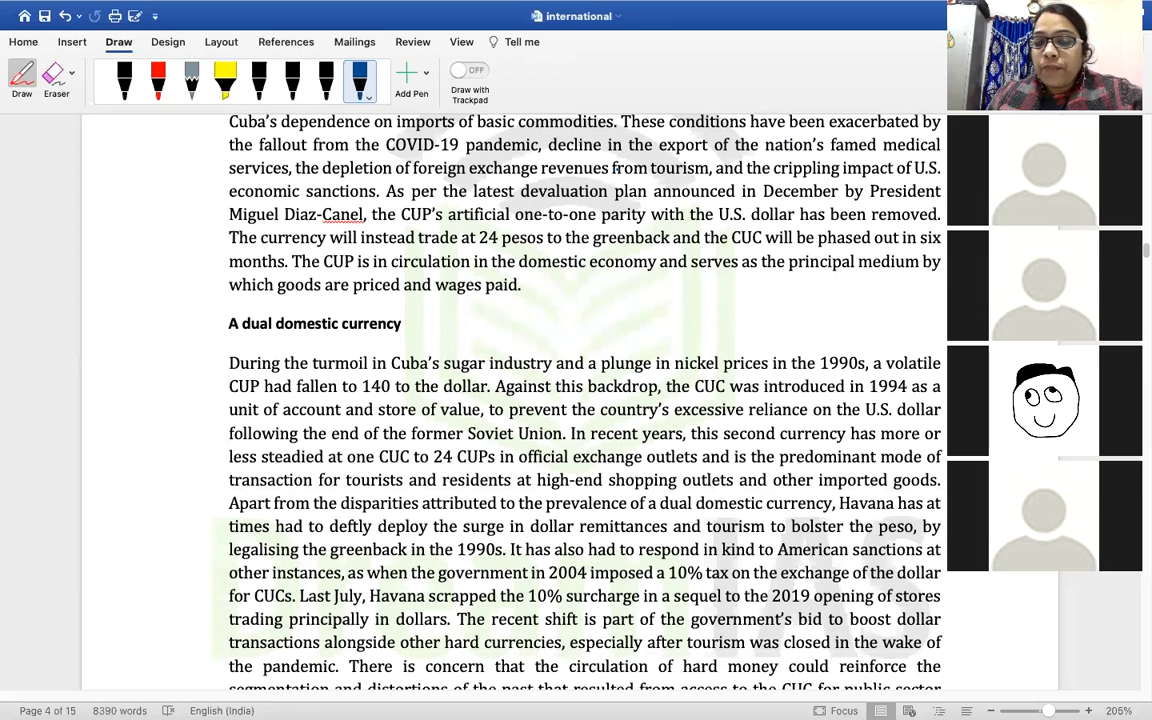 international
Home Insert Draw Design Layout References Mailings Review View Tell me
OFF
Draw Eraser Add Pen Draw with
Trackpad
Cuba's dependence on imports of basic commodities. These conditions have been exacerbated by
the fallout from the COVID-19 pandemic, decline in the export of the nation's famed medical
services, the depletion of foreign exchange revenues from tourism, and the crippling impact of U.S.
economic sanctions. As per the latest devaluation plan announced in December by President
Miguel Diaz-Canel, the CUP's artificial one-to-one parity with the U.S. dollar has been removed.
The currency will instead trade at 24 pesos to the greenback and the CUC will be phased out in six
months. The CUP is in circulation in the domestic economy and serves as the principal medium by
which goods are priced and wages paid.
A dual domestic currency
During the turmoil in Cuba's sugar industry and a plunge in nickel prices in the 1990s, a volatile
CUP had fallen to 140 to the dollar. Against this backdrop, the CUC was introduced in 1994 as a
unit of account and store of value, to prevent the country's excessive reliance on the U.S. dollar
following the end of the former Soviet Union. In recent years, this second currency has more or
less steadied at one CUC to 24 CUPs in official exchange outlets and is the predominant mode of
transaction for tourists and residents at high-end shopping outlets and other imported goods.
Apart from the disparities attributed to the prevalence of a dual domestic currency, Havana has at
times had to deftly deploy the surge in dollar remittances and tourism to bolster the peso, by
legalising the greenback in the 1990s. It has also had to respond in kind to American sanctions at
other instances, as when the government in 2004 imposed a 10% tax on the exchange of the dollar
for CUCs. Last July, Havana scrapped the 10% surcharge in a sequel to the 2019 opening of stores
trading principally in dollars. The recent shift is part of the government's bid to boost dollar
transactions alongside other hard currencies, especially after tourism was closed in the wake of
the pandemic. There is concern that the circulation of hard money could reinforce the
segmentation and distortions of the past that resulted from access to the CUC for public sector
Page 4 of 15 8390 words English (India) Focus 205%